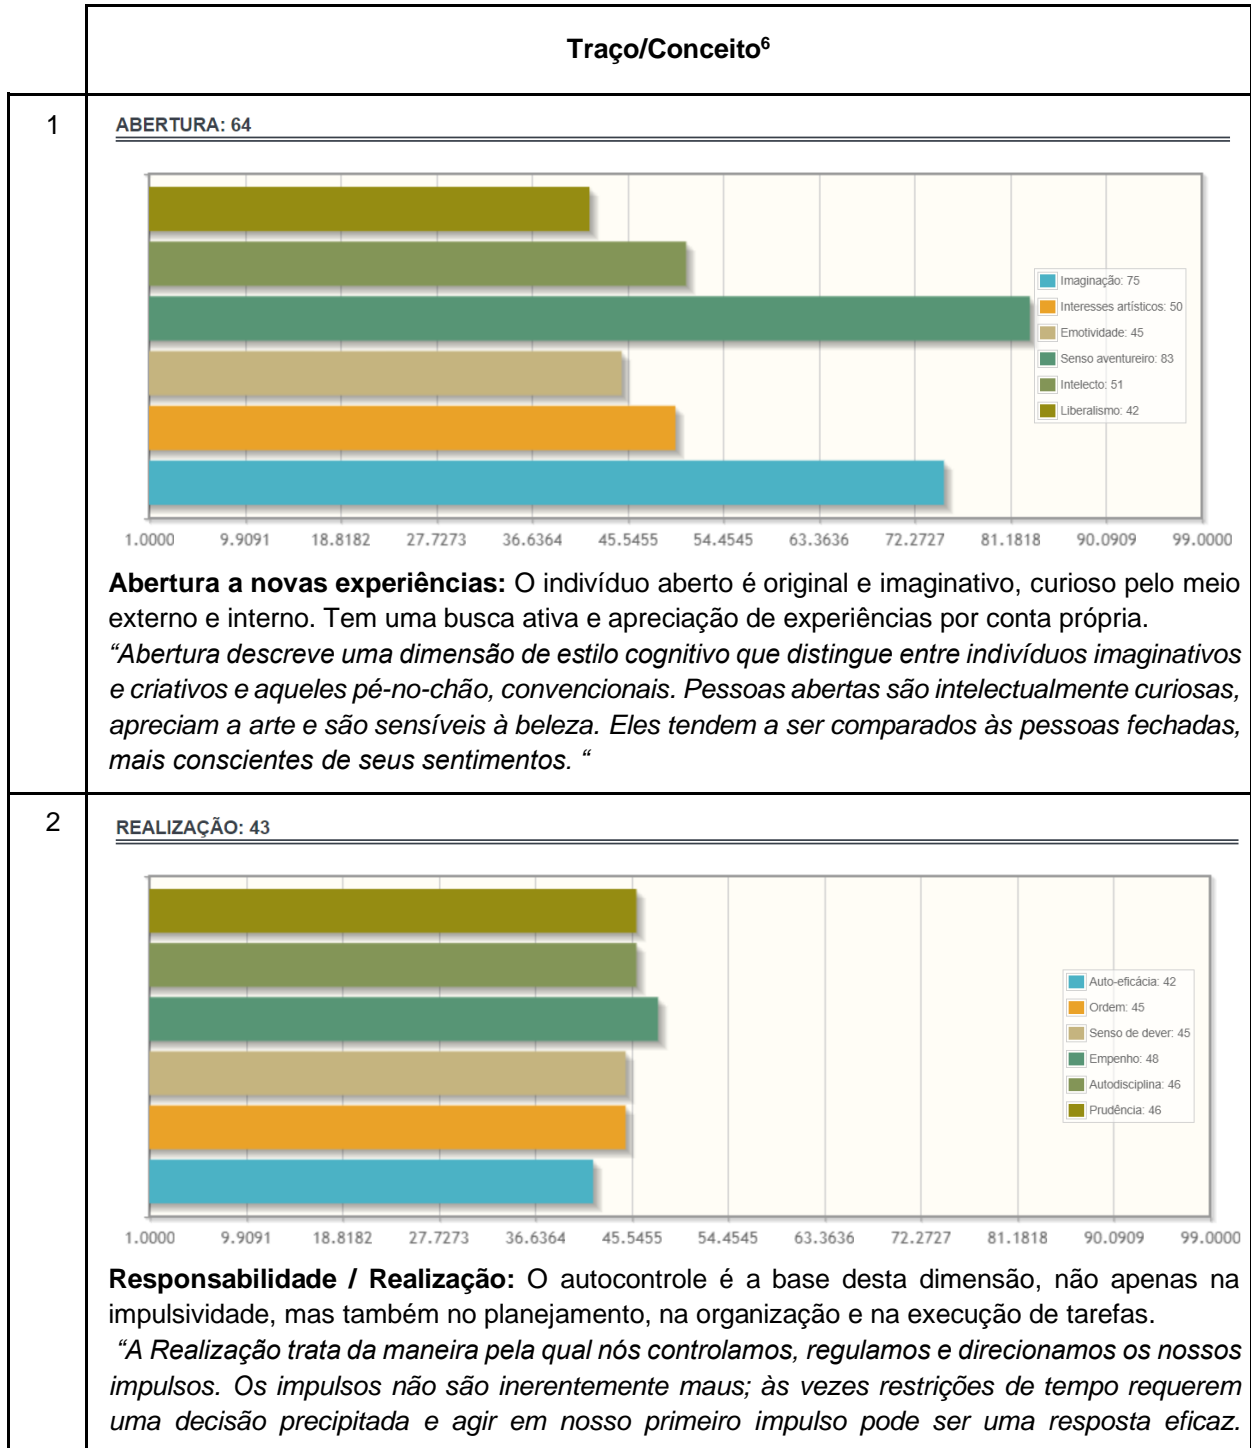 Traço/Conceito⁶
1
ABERTURA: 64
Imaginação: 75
Interesses artísticos: 50
Emotividade: 45
Senso aventureiro: 83
Intelecto: 51
Liberalismo: 42
1.0000 9.9091 18.8182 27.7273 36.6364 45.5455 54.4545 63.3636 72.2727 81.1818 90.0909 99.0000
Abertura a novas experiências: O indivíduo aberto é original e imaginativo, curioso pelo meio
externo e interno. Tem uma busca ativa e apreciação de experiências por conta própria.
“Abertura descreve uma dimensão de estilo cognitivo que distingue entre indivíduos imaginativos
e criativos e aqueles pé-no-chão, convencionais. Pessoas abertas são intelectualmente curiosas,
apreciam a arte e são sensíveis à beleza. Eles tendem a ser comparados às pessoas fechadas,
mais conscientes de seus sentimentos. “
2
REALIZAÇÃO: 43
Auto-eficácia: 42
Ordem: 45
Senso de dever: 45
Empenho: 48
Autodisciplina: 46
Prudência: 46
1.0000 9.9091 18.8182 27.7273 36.6364 45.5455 54.4545 63.3636 72.2727 81.1818 90.0909 99.0000
Responsabilidade / Realização: O autocontrole é a base desta dimensão, não apenas na
impulsividade, mas também no planejamento, na organização e na execução de tarefas.
“A Realização trata da maneira pela qual nós controlamos, regulamos e direcionamos os nossos
impulsos. Os impulsos não são inerentemente maus; às vezes restrições de tempo requerem
uma decisão precipitada e agir em nosso primeiro impulso pode ser uma resposta eficaz.